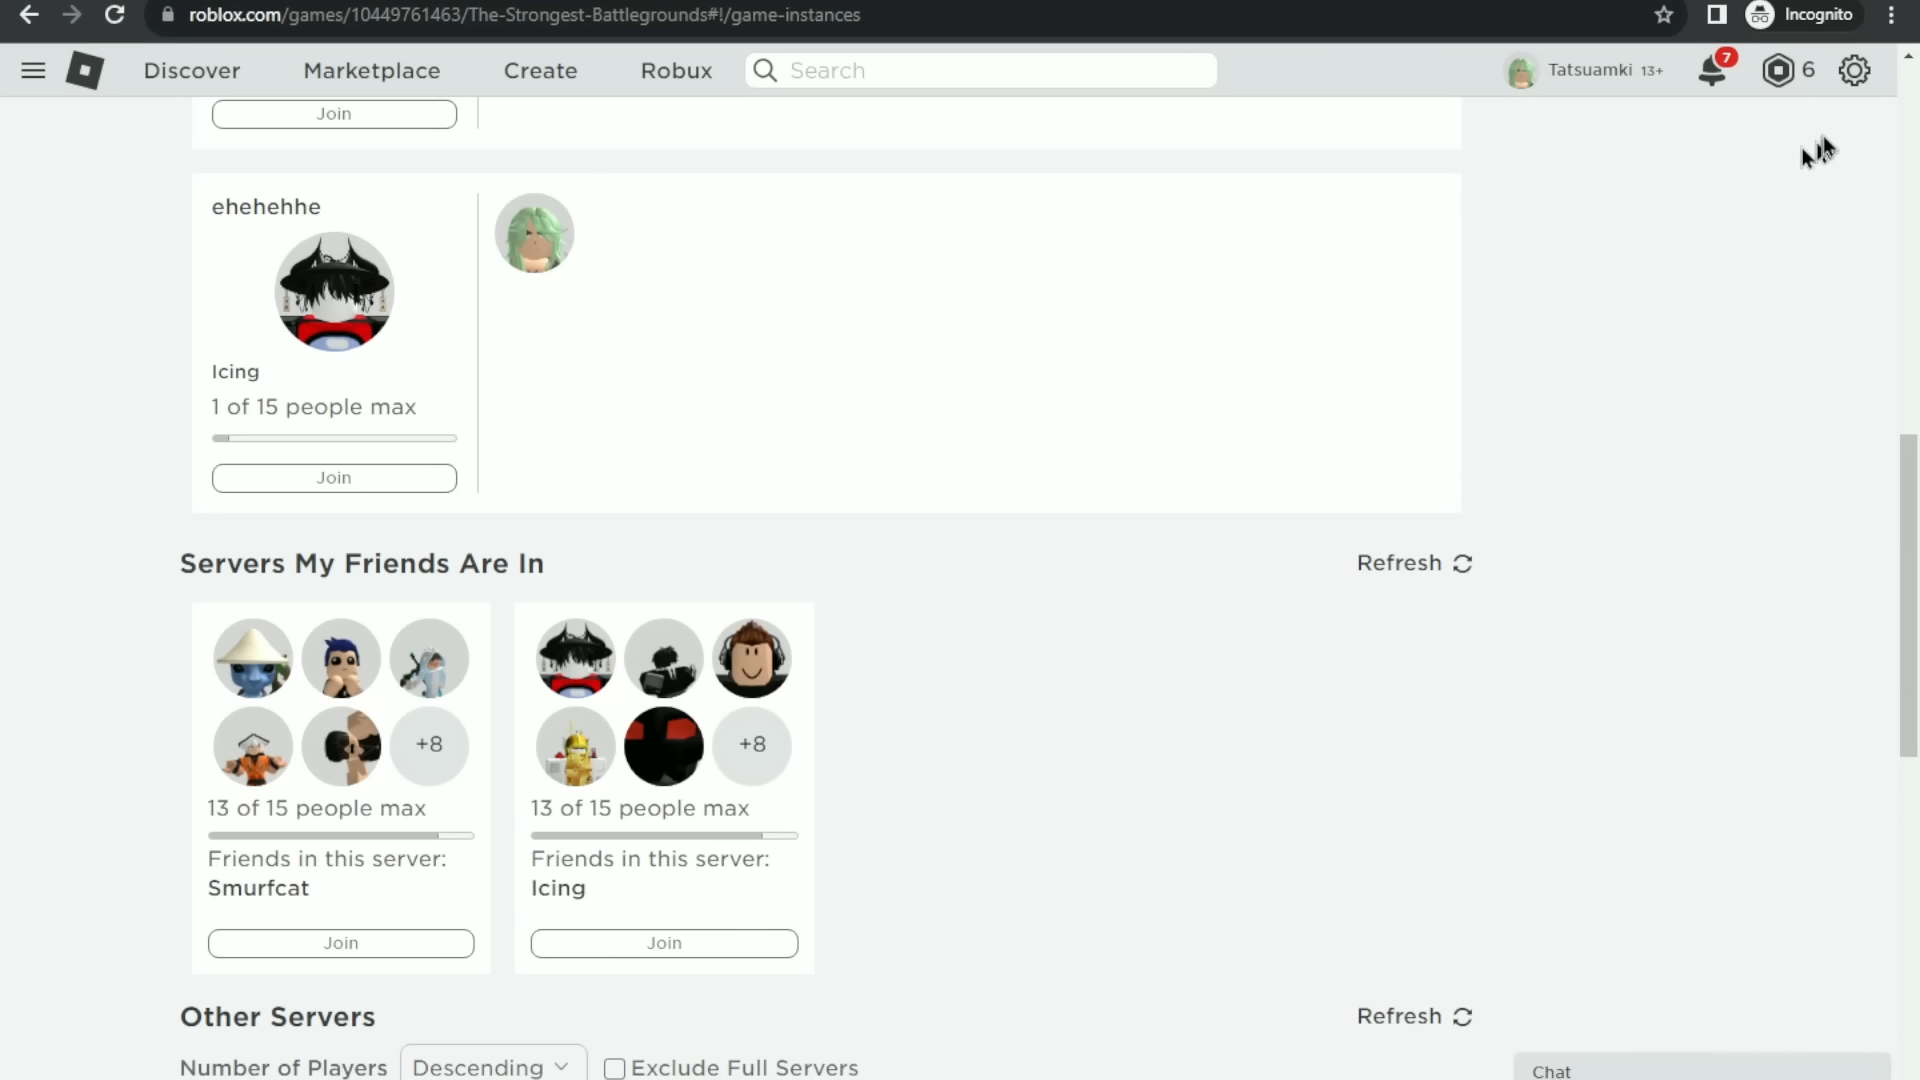 roblox.com/games/10449761463/The-Strongest-Battlegrounds#!/game-instances
Incognito
Discover
Marketplace
Create
Robux
Search
Tatsuamki 13+
7
6
Join
ehehehhe
Icing
1 of 15 people max
Join
Servers My Friends Are In
Refresh
+8
13 of 15 people max
Friends in this server:
Smurfcat
Join
+8
13 of 15 people max
Friends in this server:
Icing
Join
Other Servers
Refresh
Number of Players
Descending
Exclude Full Servers
Chat